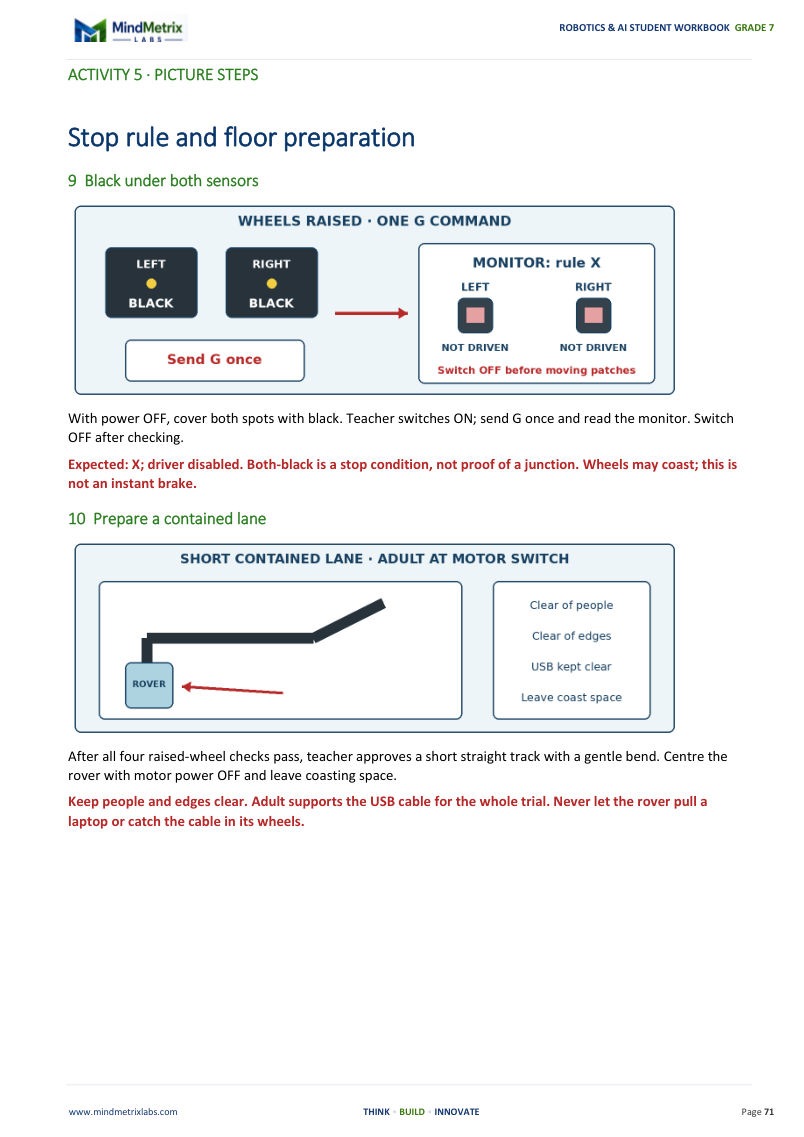 MindMetrix
LABS
ROBOTICS & AI STUDENT WORKBOOK GRADE 7
ACTIVITY 5 · PICTURE STEPS
Stop rule and floor preparation
9 Black under both sensors
WHEELS RAISED · ONE G COMMAND
LEFT
BLACK
RIGHT
BLACK
Send G once
MONITOR: rule X
LEFT
RIGHT
NOT DRIVEN
NOT DRIVEN
Switch OFF before moving patches
With power OFF, cover both spots with black. Teacher switches ON; send G once and read the monitor. Switch
OFF after checking.
Expected: X; driver disabled. Both-black is a stop condition, not proof of a junction. Wheels may coast; this is
not an instant brake.
10 Prepare a contained lane
SHORT CONTAINED LANE · ADULT AT MOTOR SWITCH
ROVER
Clear of people
Clear of edges
USB kept clear
Leave coast space
After all four raised-wheel checks pass, teacher approves a short straight track with a gentle bend. Centre the
rover with motor power OFF and leave coasting space.
Keep people and edges clear. Adult supports the USB cable for the whole trial. Never let the rover pull a
laptop or catch the cable in its wheels.
www.mindmetrixlabs.com
THINK · BUILD · INNOVATE
Page 71